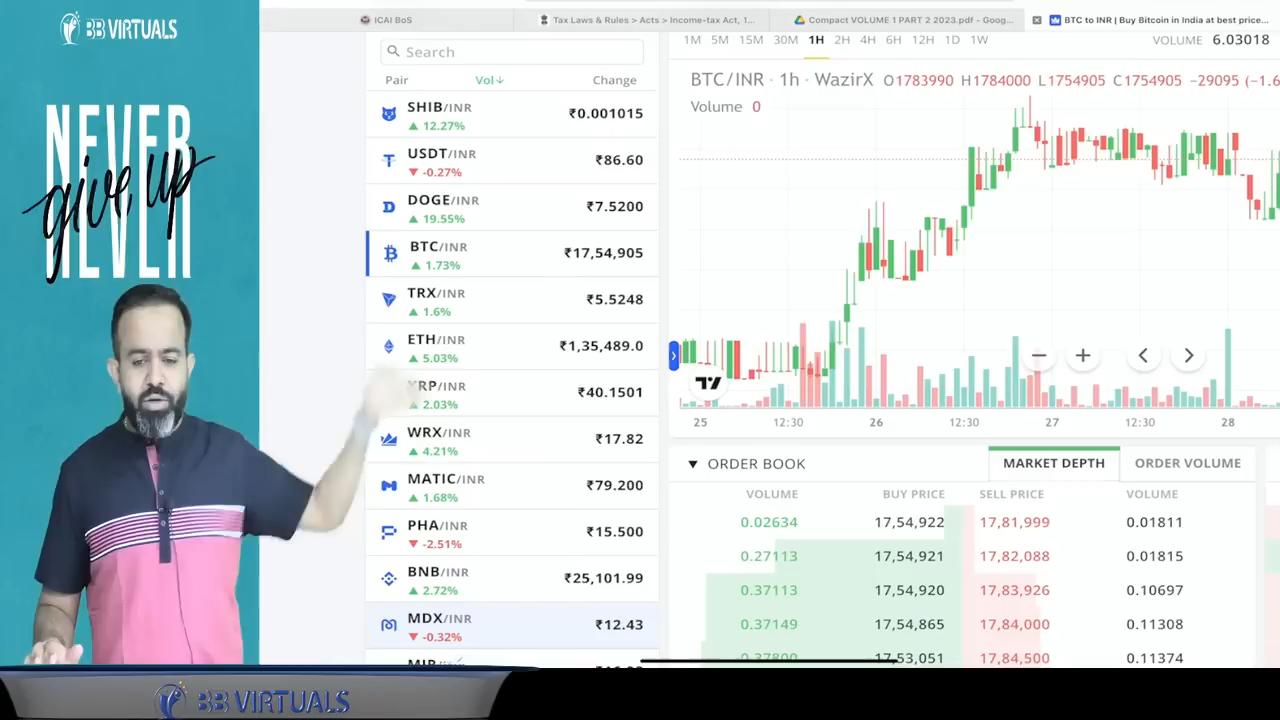 BB VIRTUALS
NEVER
give up
NEVER
ICAI BoS
Tax Laws & Rules > Acts > Income-tax Act, 1...
Compact VOLUME 1 PART 2 2023.pdf - Goog...
BTC to INR | Buy Bitcoin in India at best price...
Search
Pair Vol↓ Change
SHIB/INR ₹0.001015
▲ 12.27%
USDT/INR ₹86.60
▼ -0.27%
DOGE/INR ₹7.5200
▲ 19.55%
BTC/INR ₹17,54,905
▲ 1.73%
TRX/INR ₹5.5248
▲ 1.6%
ETH/INR ₹1,35,489.0
▲ 5.03%
XRP/INR ₹40.1501
▲ 2.03%
WRX/INR ₹17.82
▲ 4.21%
MATIC/INR ₹79.200
▲ 1.68%
PHA/INR ₹15.500
▼ -2.51%
BNB/INR ₹25,101.99
▲ 2.72%
MDX/INR ₹12.43
▼ -0.32%
1M 5M 15M 30M 1H 2H 4H 6H 12H 1D 1W VOLUME 6.03018
BTC/INR · 1h · WazirX O1783990 H1784000 L1754905 C1754905 −29095 (−1.6
Volume 0
25 12:30 26 12:30 27 12:30 28
▼ ORDER BOOK MARKET DEPTH ORDER VOLUME
VOLUME BUY PRICE SELL PRICE VOLUME
0.02634 17,54,922 17,81,999 0.01811
0.27113 17,54,921 17,82,088 0.01815
0.37113 17,54,920 17,83,926 0.10697
0.37149 17,54,865 17,84,000 0.11308
0.37800 17,53,051 17,84,500 0.11374
BB VIRTUALS